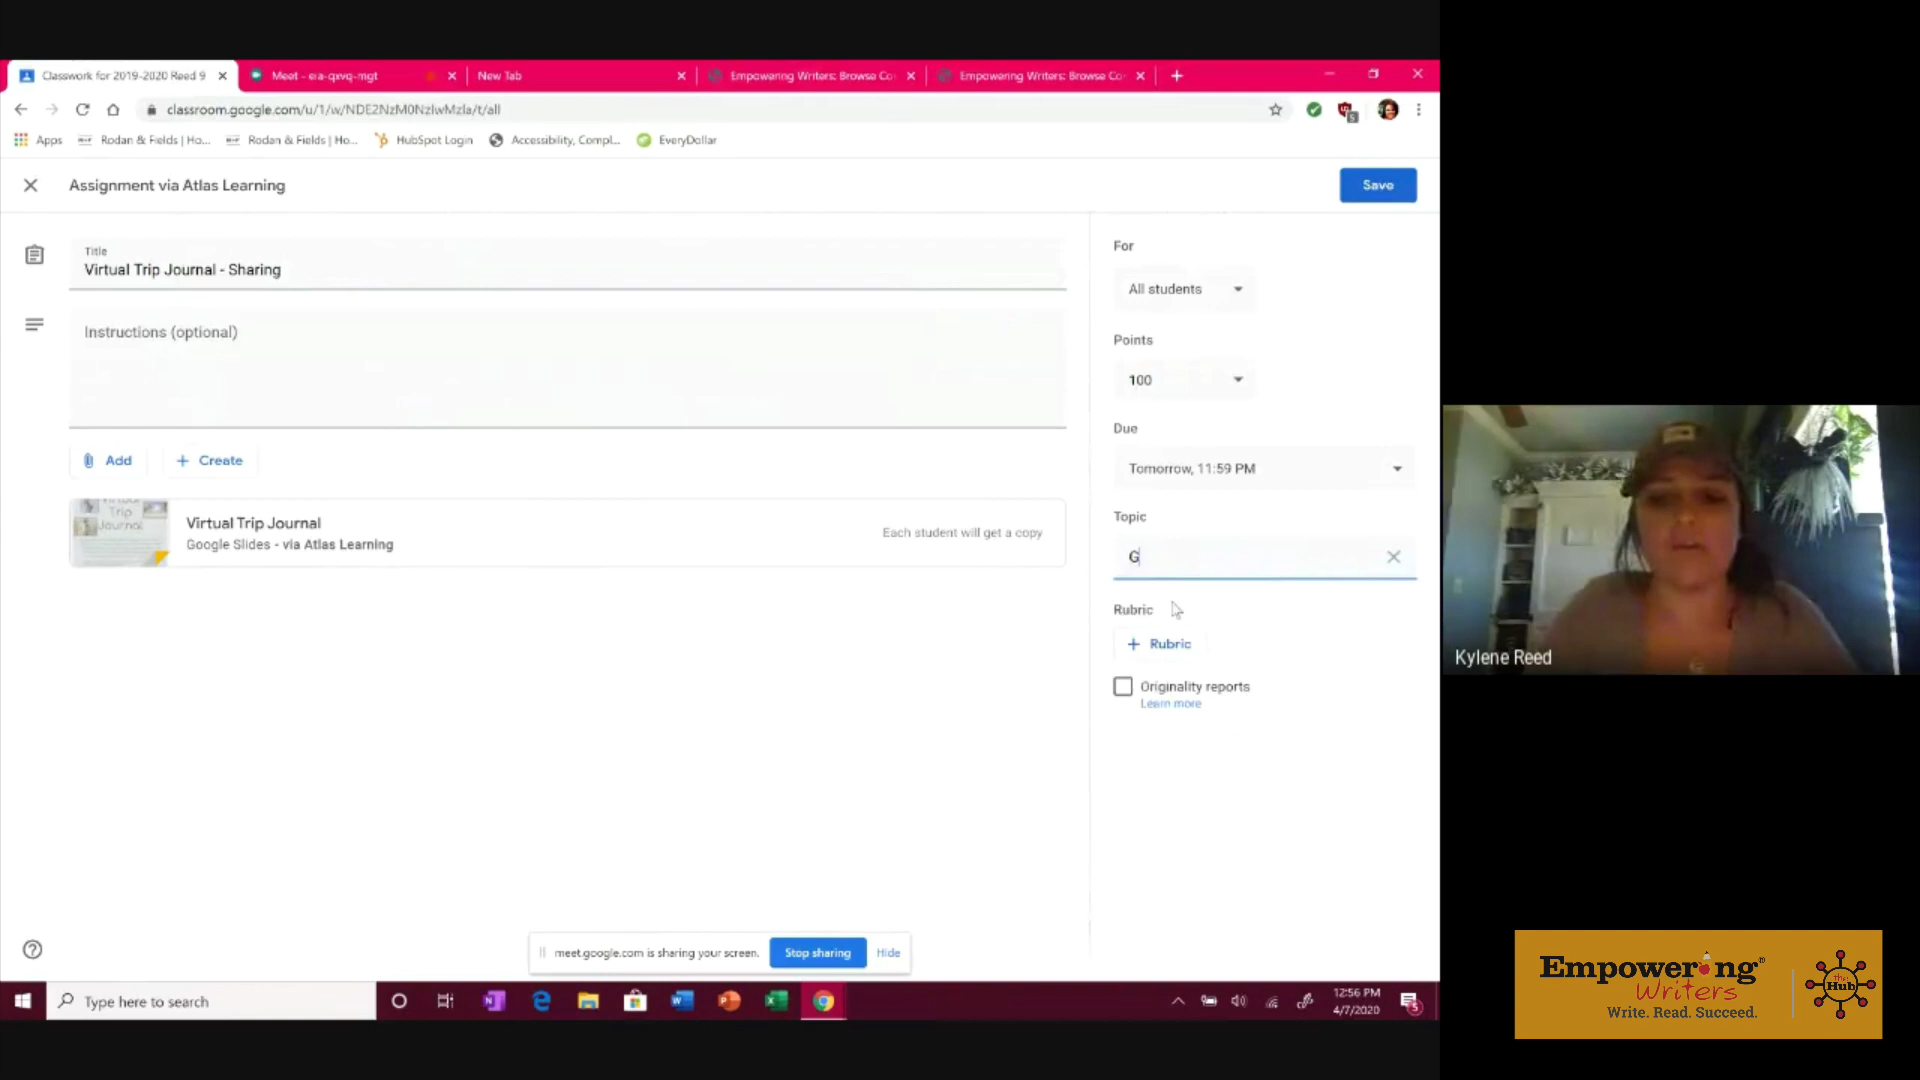 Classwork for 2019-2020 Reed 9
Meet - eia-qxvq-mgt
New Tab
Empowering Writers: Browse Co
Empowering Writers: Browse Co
classroom.google.com/u/1/w/NDE2NzM0NzIwMzla/t/all
Apps
Rodan & Fields | Ho...
Rodan & Fields | Ho...
HubSpot Login
Accessibility, Compl...
EveryDollar
Assignment via Atlas Learning
Save
Title
Virtual Trip Journal - Sharing
Instructions (optional)
Add
Create
Trip
Journal
Virtual Trip Journal
Google Slides - via Atlas Learning
Each student will get a copy
For
All students
Points
100
Due
Tomorrow, 11:59 PM
Topic
G
Rubric
Rubric
Originality reports
Learn more
meet.google.com is sharing your screen.
Stop sharing
Hide
Type here to search
12:56 PM
4/7/2020
5
Kylene Reed
Empowering®
Writers
Write. Read. Succeed.
the
Hub